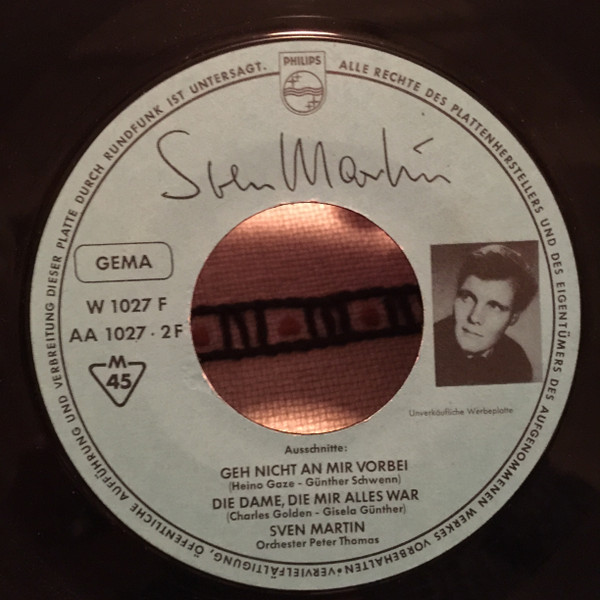 ALLE RECHTE DES PLATTENHERSTELLERS UND DES EIGENTÜMERS DES AUFGENOMMENEN WERKES VORBEHALTEN • VERVIELFÄLTIGUNG, ÖFFENTLICHE AUFFÜHRUNG UND VERBREITUNG DIESER PLATTE DURCH RUNDFUNK IST UNTERSAGT.
PHILIPS
Sven Martin
GEMA
W 1027 F
AA 1027 · 2 F
M
45
Unverkäufliche Werbeplatte
Ausschnitte:
GEH NICHT AN MIR VORBEI
(Heino Gaze - Günther Schwenn)
DIE DAME, DIE MIR ALLES WAR
(Charles Golden - Gisela Günther)
SVEN MARTIN
Orchester Peter Thomas